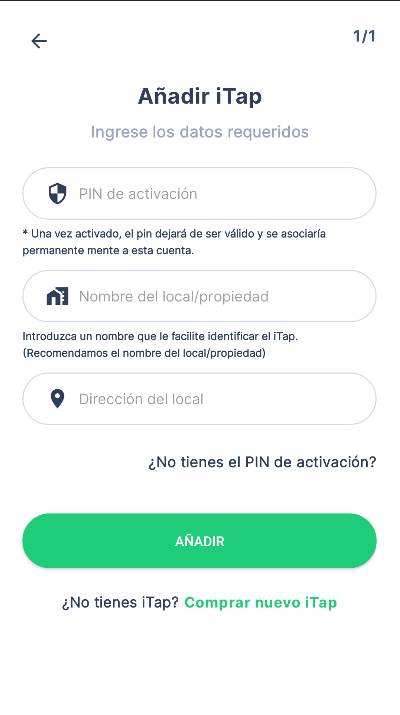 1/1
Añadir iTap
Ingrese los datos requeridos
PIN de activación
* Una vez activado, el pin dejará de ser válido y se asociaría
permanente mente a esta cuenta.
Nombre del local/propiedad
Introduzca un nombre que le facilite identificar el iTap.
(Recomendamos el nombre del local/propiedad)
Dirección del local
¿No tienes el PIN de activación?
AÑADIR
¿No tienes iTap? Comprar nuevo iTap